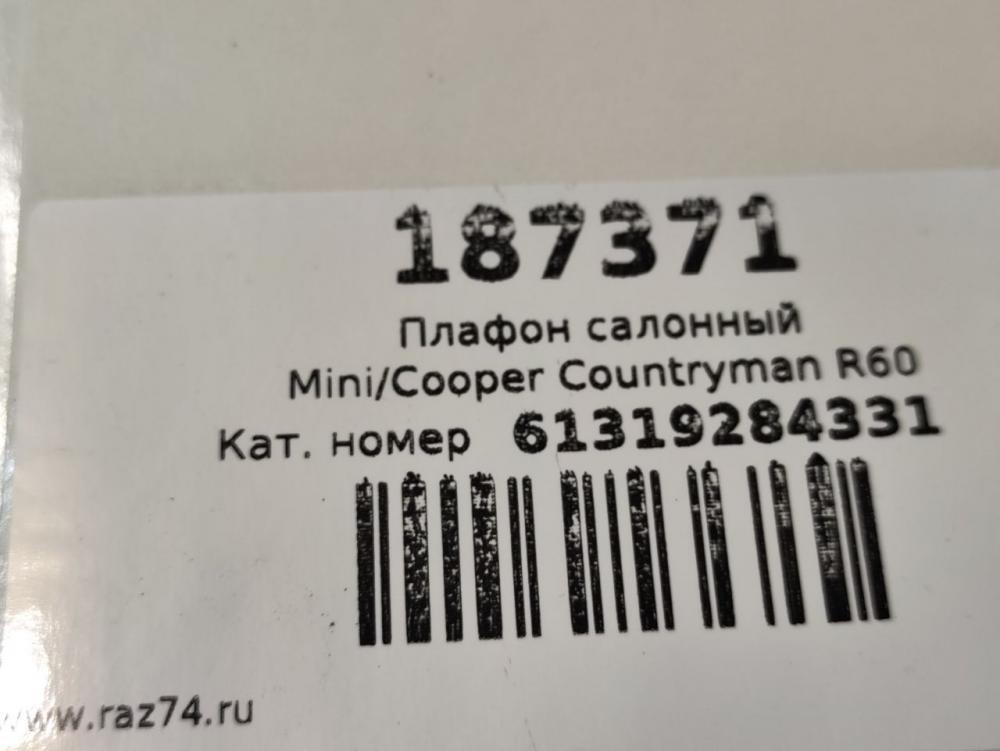 187371
Плафон салонный
Mini/Cooper Countryman R60
Кат. номер 61319284331
www.raz74.ru